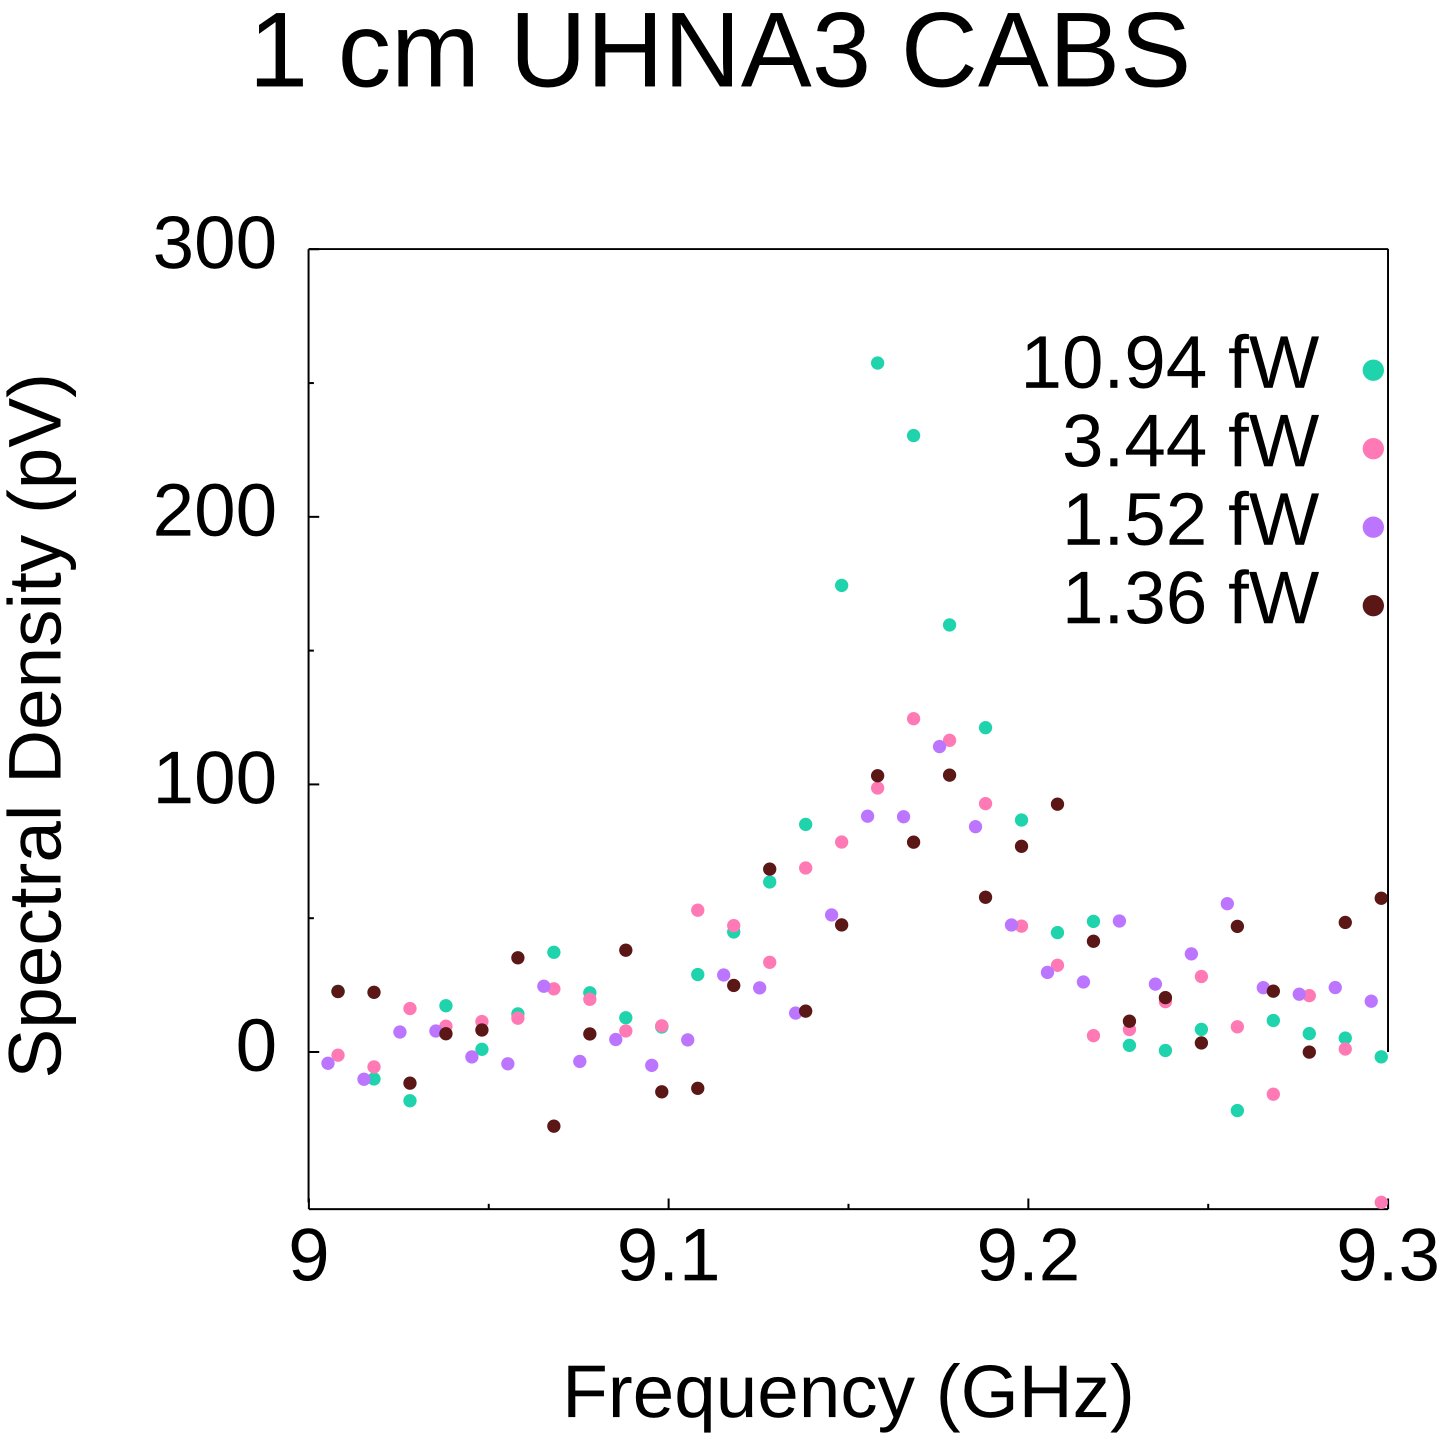 1 cm UHNA3 CABS
300
200
100
0
Spectral Density (pV)
10.94 fW
3.44 fW
1.52 fW
1.36 fW
9 9.1 9.2 9.3
Frequency (GHz)